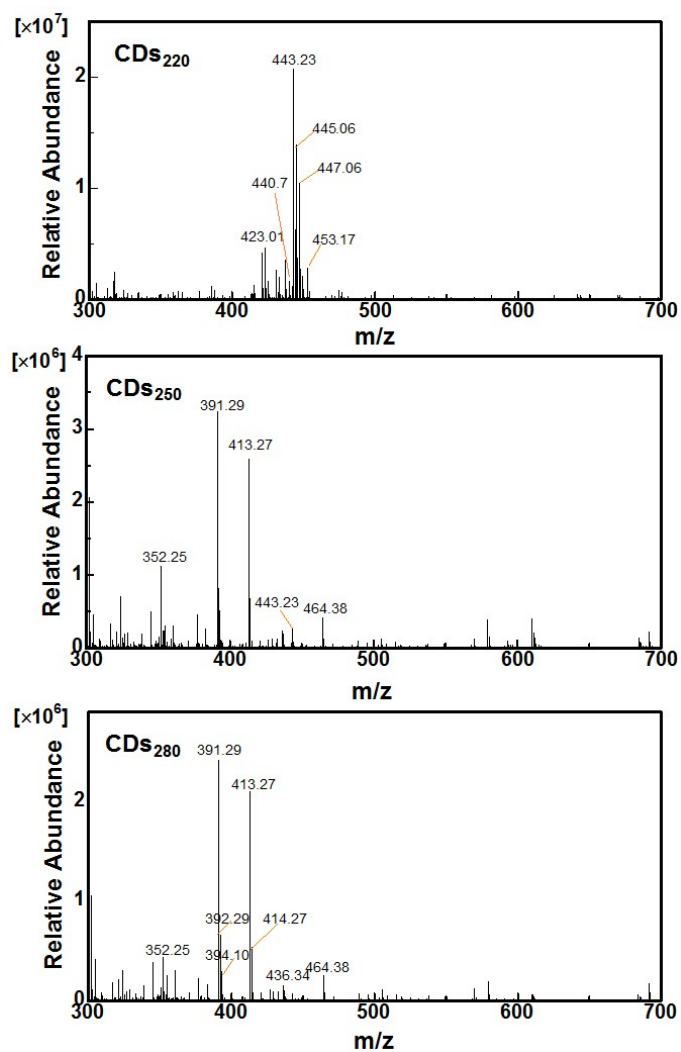 [×10⁷]
CDs₂₂₀
443.23
2
445.06
447.06
440.7
1
423.01
453.17
0
300 400 500 600 700
m/z
Relative Abundance
[×10⁶]
4
CDs₂₅₀
391.29
3
413.27
2
352.25
1
443.23
464.38
0
300 400 500 600 700
m/z
Relative Abundance
[×10⁶]
CDs₂₈₀
391.29
413.27
2
392.29
414.27
1
352.25
394.10
436.34
464.38
0
300 400 500 600 700
m/z
Relative Abundance